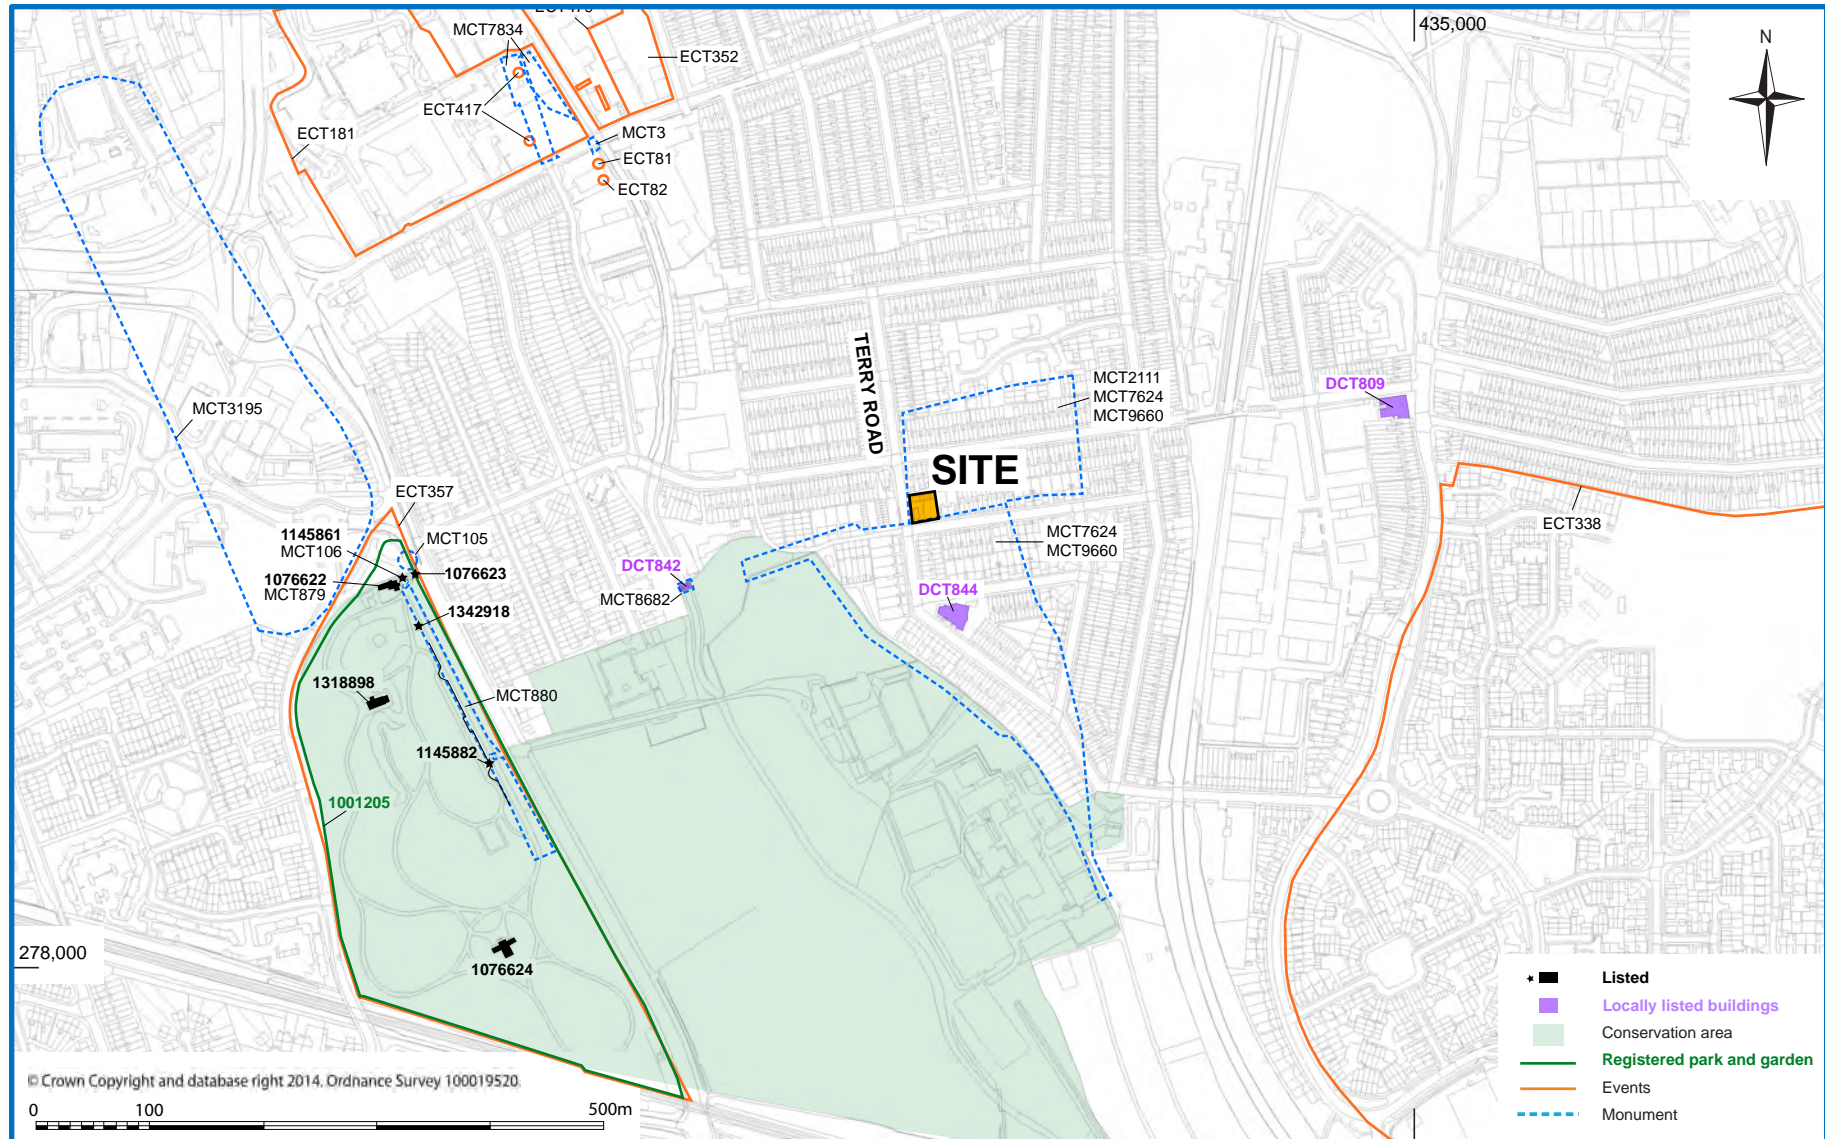 435,000
N
MCT7834
ECT352
ECT417
ECT181
MCT3
ECT81
ECT82
TERRY ROAD
MCT2111
MCT7624
MCT9660
DCT809
MCT3195
SITE
ECT357
ECT338
1145861
MCT106
MCT105
1076622
MCT879
1076623
MCT7624
MCT9660
DCT842
MCT8682
DCT844
1342918
1318898
MCT880
1145882
1001205
278,000
1076624
Listed
Locally listed buildings
Conservation area
Registered park and garden
Events
Monument
© Crown Copyright and database right 2014. Ordnance Survey 100019520.
0 100 500m